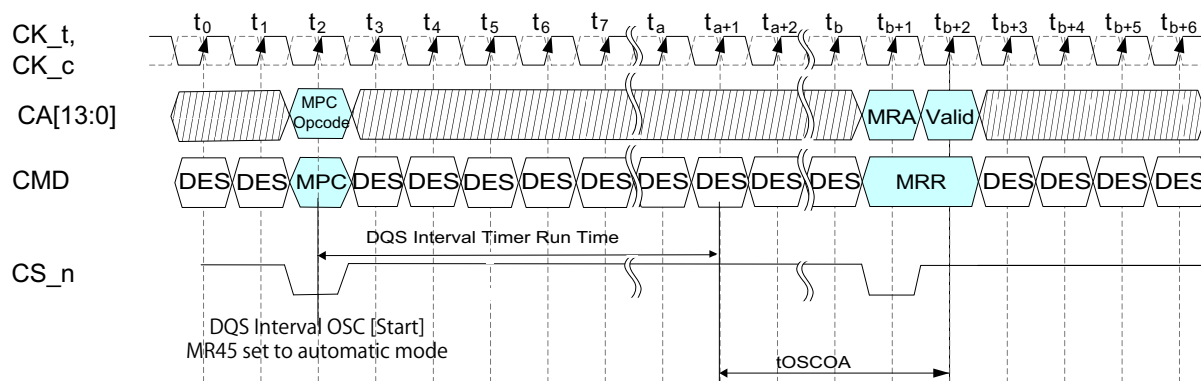 t0 t1 t2 t3 t4 t5 t6 t7 ta ta+1 ta+2 tb tb+1 tb+2 tb+3 tb+4 tb+5 tb+6
CK_t,
CK_c
CA[13:0] MPC Opcode MRA Valid
CMD DES DES MPC DES DES DES DES DES DES DES DES DES MRR DES DES DES DES
DQS Interval Timer Run Time
CS_n
DQS Interval OSC [Start]
MR45 set to automatic mode
tOSCOA